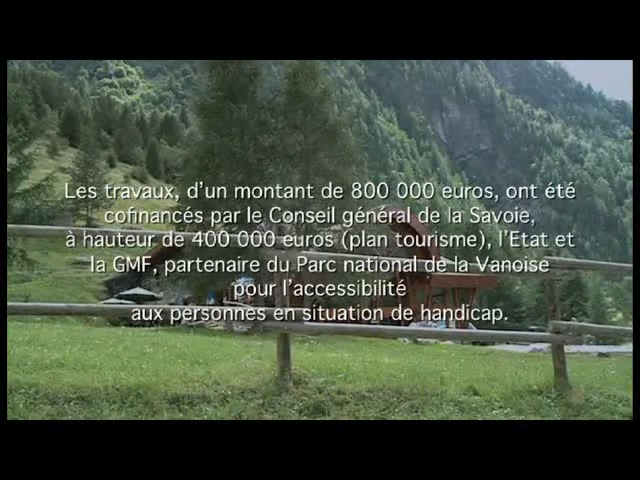 Les travaux, d'un montant de 800 000 euros, ont été
cofinancés par le Conseil général de la Savoie,
à hauteur de 400 000 euros (plan tourisme), l'Etat et
la GMF, partenaire du Parc national de la Vanoise
pour l'accessibilité
aux personnes en situation de handicap.